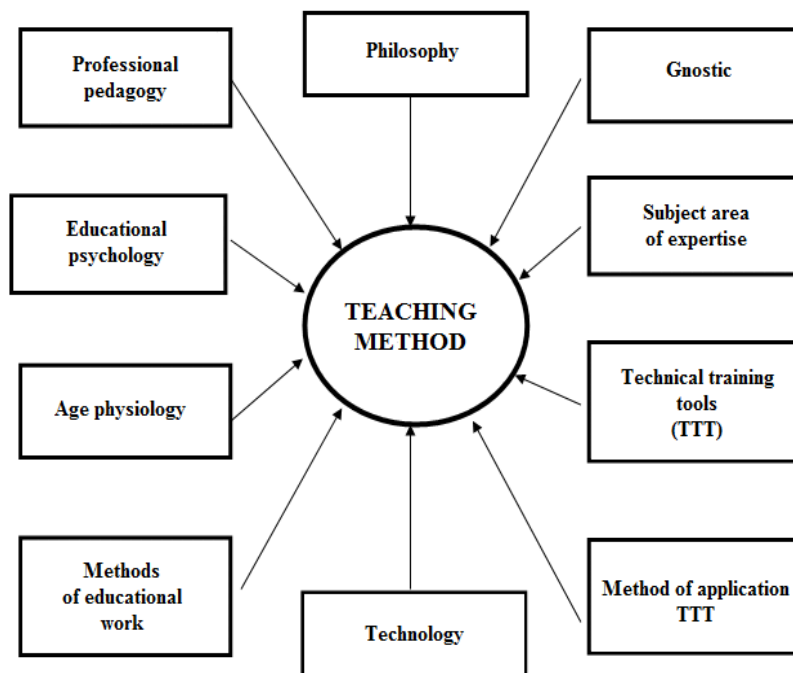 Philosophy
Professional
pedagogy
Gnostic
Educational
psychology
Subject area
of expertise
TEACHING
METHOD
Age physiology
Technical training
tools
(TTT)
Methods
of educational
work
Technology
Method of application
TTT